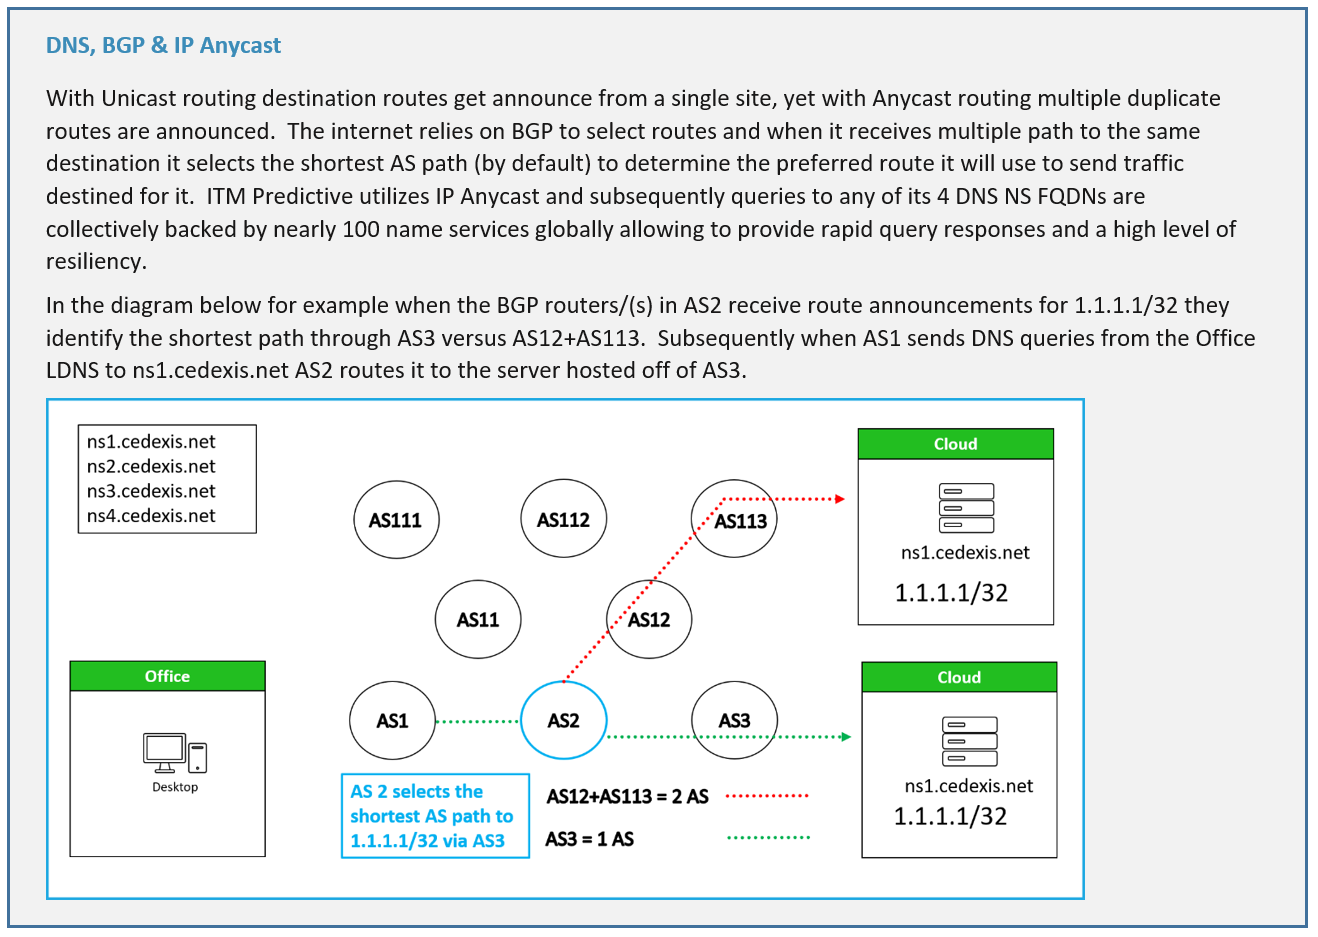 DNS, BGP & IP Anycast
With Unicast routing destination routes get announce from a single site, yet with Anycast routing multiple duplicate
routes are announced.  The internet relies on BGP to select routes and when it receives multiple path to the same
destination it selects the shortest AS path (by default) to determine the preferred route it will use to send traffic
destined for it.  ITM Predictive utilizes IP Anycast and subsequently queries to any of its 4 DNS NS FQDNs are
collectively backed by nearly 100 name services globally allowing to provide rapid query responses and a high level of
resiliency.
In the diagram below for example when the BGP routers/(s) in AS2 receive route announcements for 1.1.1.1/32 they
identify the shortest path through AS3 versus AS12+AS113.  Subsequently when AS1 sends DNS queries from the Office
LDNS to ns1.cedexis.net AS2 routes it to the server hosted off of AS3.
ns1.cedexis.net
ns2.cedexis.net
ns3.cedexis.net
ns4.cedexis.net
Cloud
ns1.cedexis.net
1.1.1.1/32
AS111
AS112
AS113
AS11
AS12
Office
Desktop
AS1
AS2
AS3
Cloud
ns1.cedexis.net
1.1.1.1/32
AS 2 selects the
shortest AS path to
1.1.1.1/32 via AS3
AS12+AS113 = 2 AS
AS3 = 1 AS